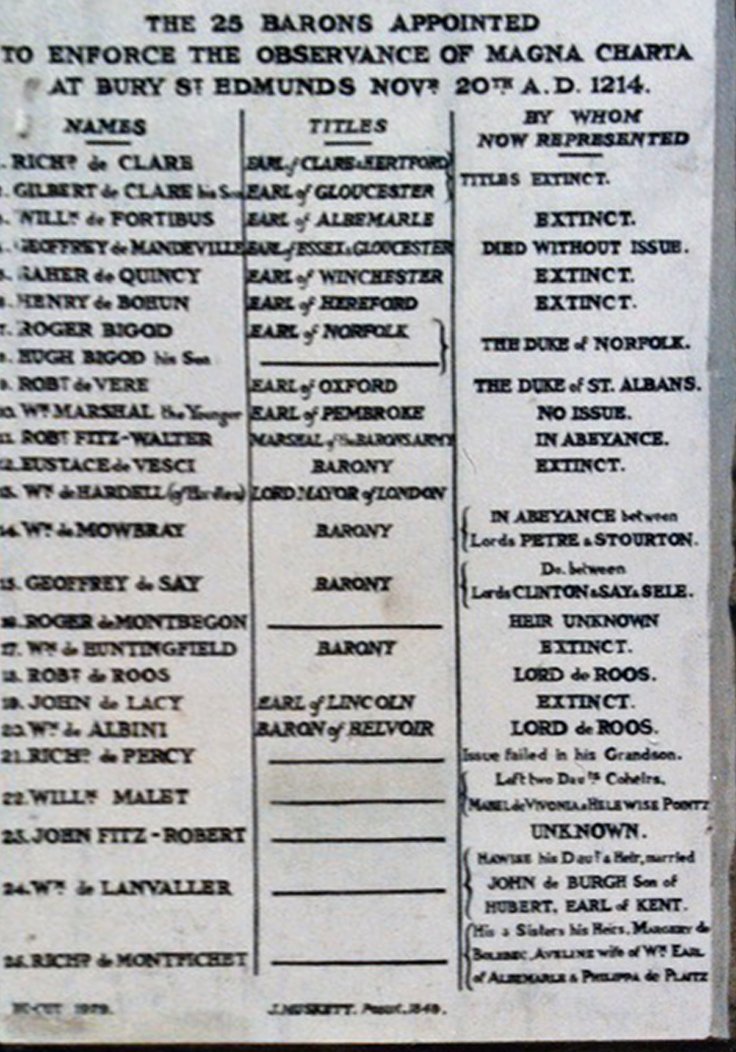 THE 25 BARONS APPOINTED
TO ENFORCE THE OBSERVANCE OF MAGNA CHARTA
AT BURY ST EDMUNDS NOVR 20TH A.D. 1214.
NAMES TITLES BY WHOM
NOW REPRESENTED
RICHD de CLARE EARL of CLARE & HERTFORD
GILBERT de CLARE his Son EARL of GLOUCESTER TITLES EXTINCT.
WILLM de FORTIBUS EARL of ALBEMARLE EXTINCT.
GEOFFREY de MANDEVILLE EARL of ESSEX & GLOUCESTER DIED WITHOUT ISSUE.
SAHER de QUINCY EARL of WINCHESTER EXTINCT.
HENRY de BOHUN EARL of HEREFORD EXTINCT.
7. ROGER BIGOD EARL of NORFOLK
8. HUGH BIGOD his Son THE DUKE of NORFOLK.
9. ROBT de VERE EARL of OXFORD THE DUKE of ST. ALBANS.
10. WM MARSHAL the Younger EARL of PEMBROKE NO ISSUE.
11. ROBT FITZ-WALTER MARSHAL of the BARONS ARMY IN ABEYANCE.
12. EUSTACE de VESCI BARONY EXTINCT.
13. WM de HARDELL LORD MAYOR of LONDON
14. WM de MOWBRAY BARONY IN ABEYANCE between
Lords PETRE & STOURTON.
15. GEOFFREY de SAY BARONY Do. between
Lords CLINTON & SAY & SELE.
16. ROGER de MONTBEGON HEIR UNKNOWN
17. WM de HUNTINGFIELD BARONY EXTINCT.
18. ROBT de ROOS LORD de ROOS.
19. JOHN de LACY EARL of LINCOLN EXTINCT.
20. WM de ALBINI BARON of BELVOIR LORD de ROOS.
21. RICHD de PERCY Issue failed in his Grandson.
22. WILLM MALET Left two Dautrs Coheirs,
MABEL de VIVONIA & HELEWISE POINTZ
23. JOHN FITZ-ROBERT UNKNOWN.
24. WM de LANVALLER HAWISE his Daut & Heir, married
JOHN de BURGH Son of
HUBERT, EARL of KENT.
25. RICHD de MONTFICHET His 3 Sisters his Heirs, MARGERY de
BOLEBEC, AVELINE wife of WM EARL
of ALBEMARLE & PHILIPPA de PLAITZ
RE-CUT 1979. J. MUSKETT. Posuit. 1848.